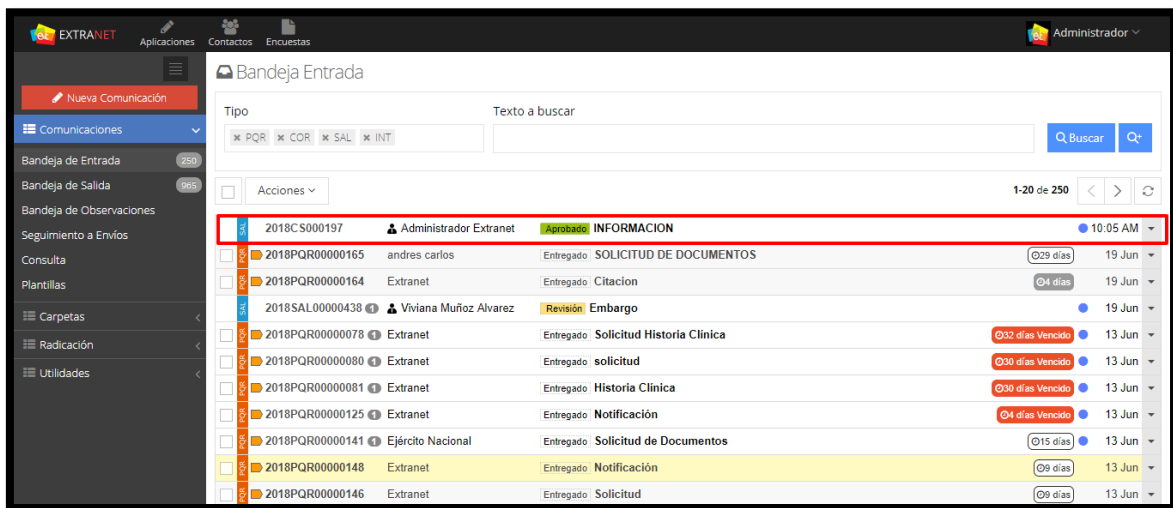 EXTRANET Aplicaciones Contactos Encuestas Administrador
Bandeja Entrada
Nueva Comunicación
Tipo Texto a buscar
Comunicaciones
× PQR × COR × SAL × INT Buscar
Bandeja de Entrada 250
Bandeja de Salida 965
Acciones 1-20 de 250
Bandeja de Observaciones
Seguimiento a Envíos
Consulta
Plantillas
Carpetas
Radicación
Utilidades
SAL 2018CS000197 Administrador Extranet Aprobado INFORMACION 10:05 AM
PQR 2018PQR00000165 andres carlos Entregado SOLICITUD DE DOCUMENTOS 29 días 19 Jun
PQR 2018PQR00000164 Extranet Entregado Citacion 4 días 19 Jun
SAL 2018SAL00000438 1 Viviana Muñoz Alvarez Revisión Embargo 19 Jun
PQR 2018PQR00000078 1 Extranet Entregado Solicitud Historia Clínica 32 días Vencido 13 Jun
PQR 2018PQR00000080 1 Extranet Entregado solicitud 30 días Vencido 13 Jun
PQR 2018PQR00000081 1 Extranet Entregado Historia Clínica 30 días Vencido 13 Jun
PQR 2018PQR00000125 1 Extranet Entregado Notificación 4 días Vencido 13 Jun
PQR 2018PQR00000141 1 Ejército Nacional Entregado Solicitud de Documentos 15 días 13 Jun
PQR 2018PQR00000148 Extranet Entregado Notificación 9 días 13 Jun
PQR 2018PQR00000146 Extranet Entregado Solicitud 9 días 13 Jun